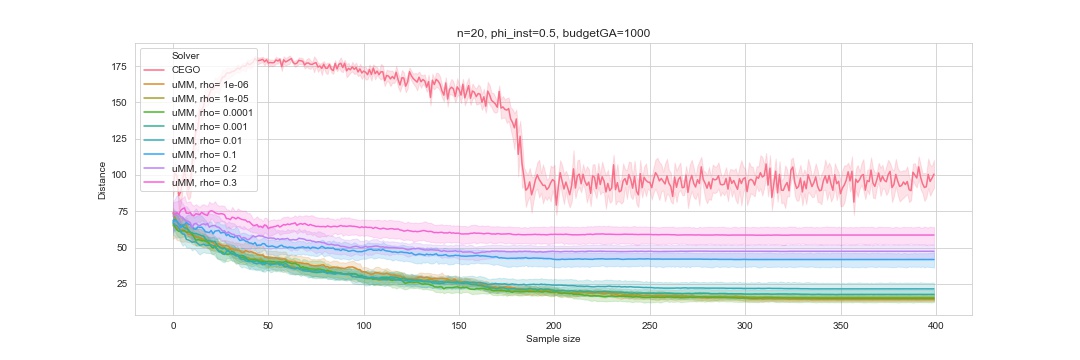 n=20, phi_inst=0.5, budgetGA=1000
Solver
CEGO
uMM, rho= 1e-06
uMM, rho= 1e-05
uMM, rho= 0.0001
uMM, rho= 0.001
uMM, rho= 0.01
uMM, rho= 0.1
uMM, rho= 0.2
uMM, rho= 0.3
Distance
175
150
125
100
75
50
25
0 50 100 150 200 250 300 350 400
Sample size